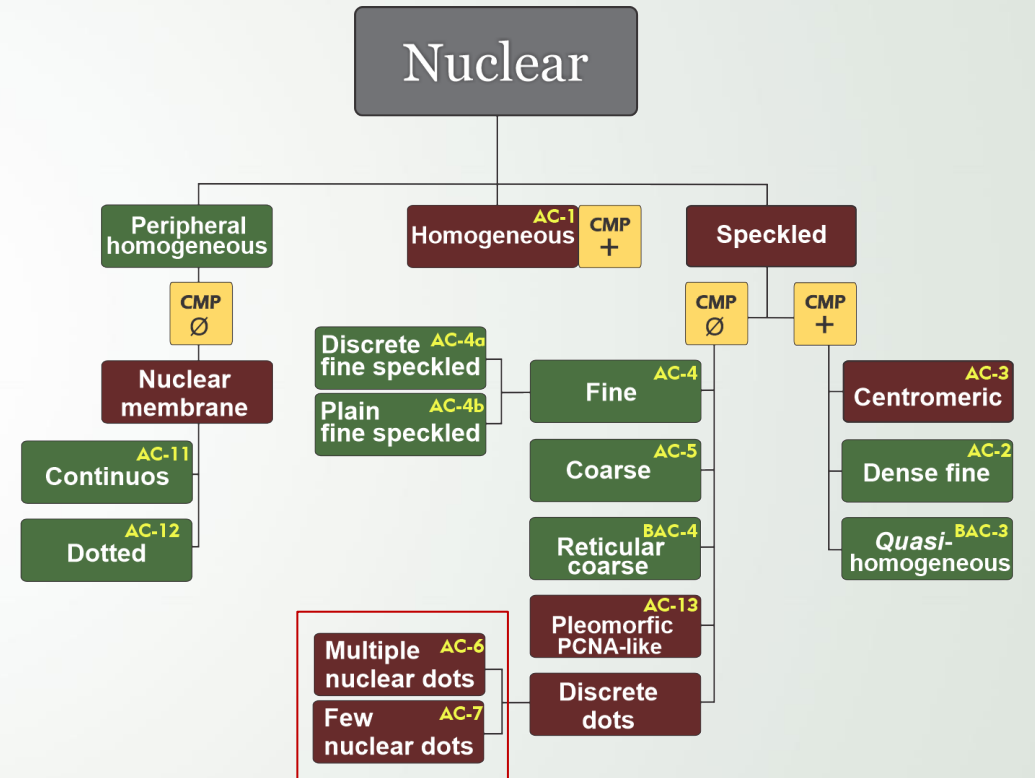 Nuclear
Peripheral
homogeneous
CMP
Ø
Nuclear
membrane
AC-11
Continuos
AC-12
Dotted
AC-1
Homogeneous
CMP
+
Speckled
CMP
Ø
CMP
+
Discrete AC-4a
fine speckled
Plain AC-4b
fine speckled
AC-4
Fine
AC-5
Coarse
BAC-4
Reticular
coarse
AC-13
Pleomorfic
PCNA-like
Discrete
dots
Multiple AC-6
nuclear dots
Few AC-7
nuclear dots
AC-3
Centromeric
AC-2
Dense fine
Quasi- BAC-3
homogeneous